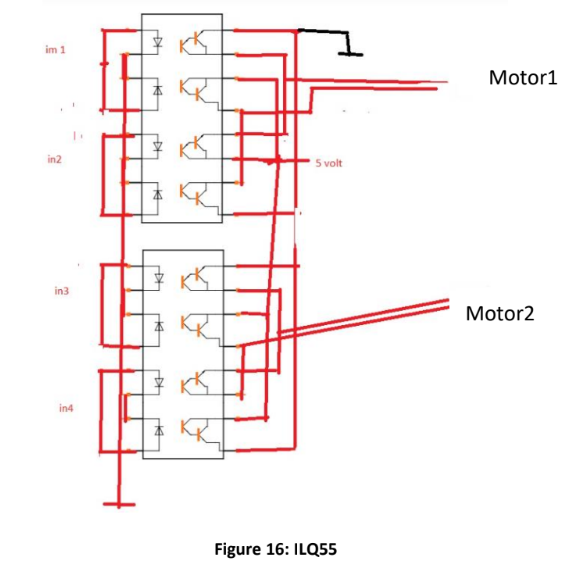 im 1
Motor1
in2
5 volt
in3
Motor2
in4
Figure 16: ILQ55